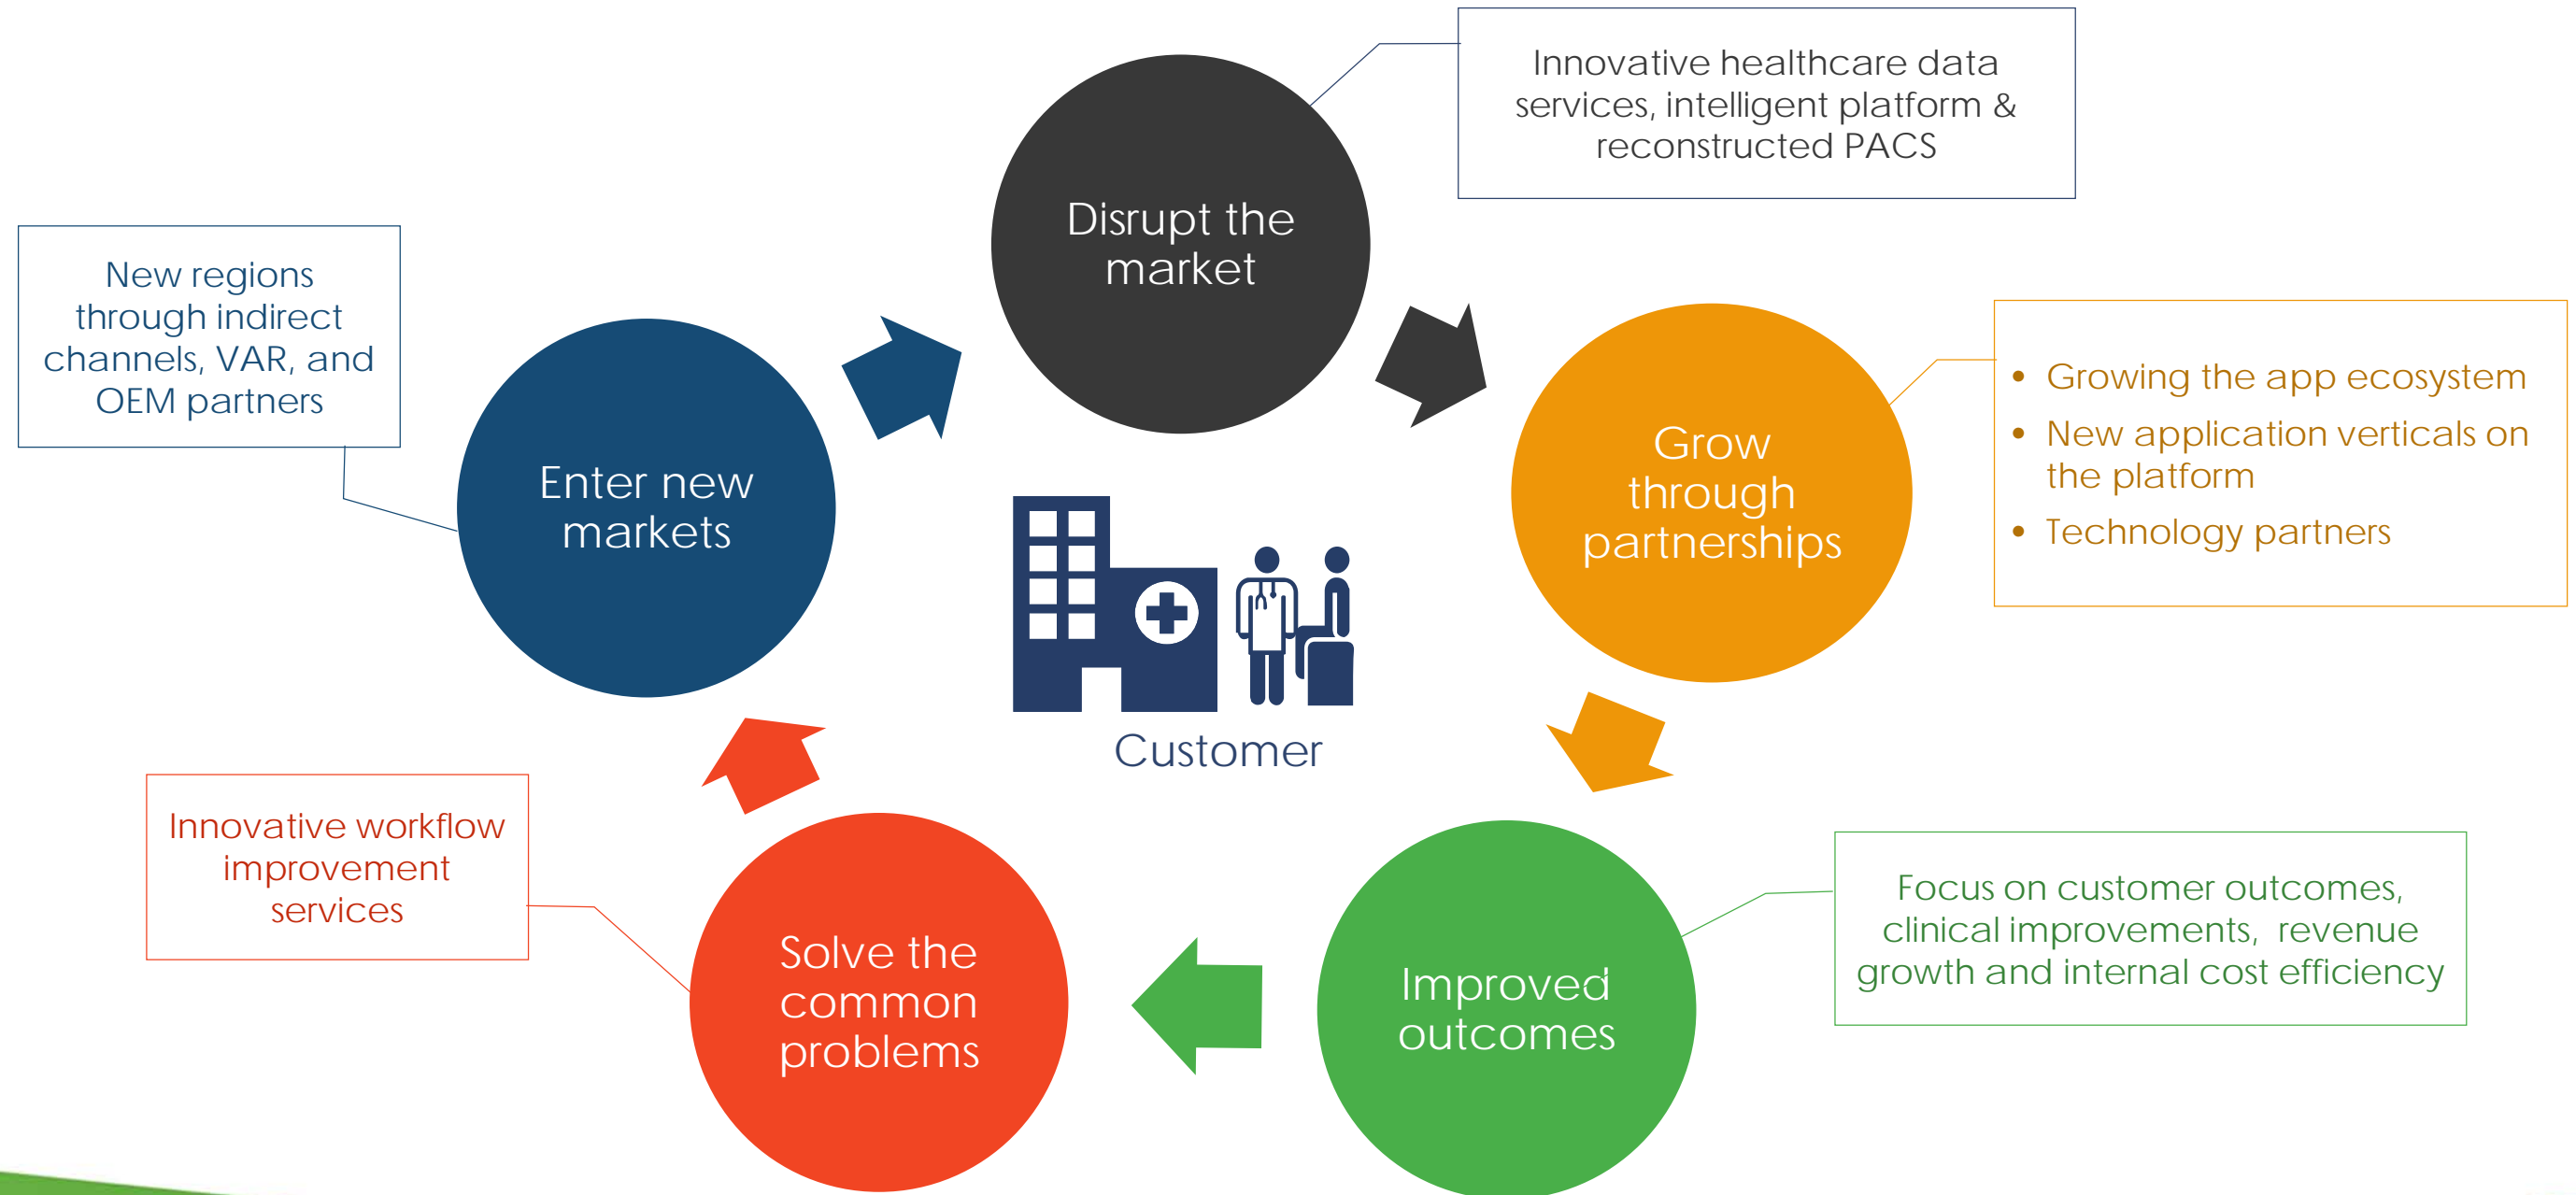 Disrupt the
market
Innovative healthcare data
services, intelligent platform &
reconstructed PACS
Grow
through
partnerships
• Growing the app ecosystem
• New application verticals on
the platform
• Technology partners
Improved
outcomes
Focus on customer outcomes,
clinical improvements, revenue
growth and internal cost efficiency
Solve the
common
problems
Innovative workflow
improvement
services
Enter new
markets
New regions
through indirect
channels, VAR, and
OEM partners
Customer